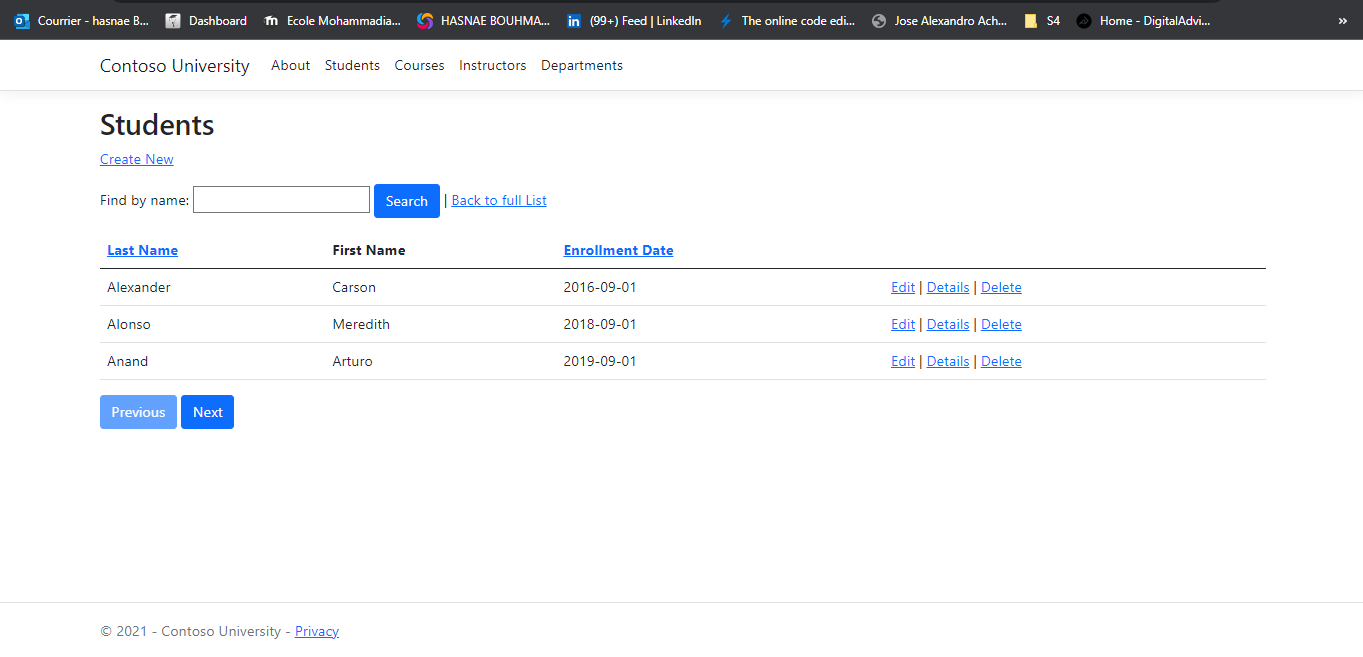 Courrier - hasnae B... Dashboard Ecole Mohammadia... HASNAE BOUHMA... (99+) Feed | LinkedIn The online code edi... Jose Alexandro Ach... S4 Home - DigitalAdvi... »
Contoso University About Students Courses Instructors Departments
Students
Create New
Find by name: Search | Back to full List
Last Name First Name Enrollment Date
Alexander Carson 2016-09-01 Edit | Details | Delete
Alonso Meredith 2018-09-01 Edit | Details | Delete
Anand Arturo 2019-09-01 Edit | Details | Delete
Previous Next
© 2021 - Contoso University - Privacy